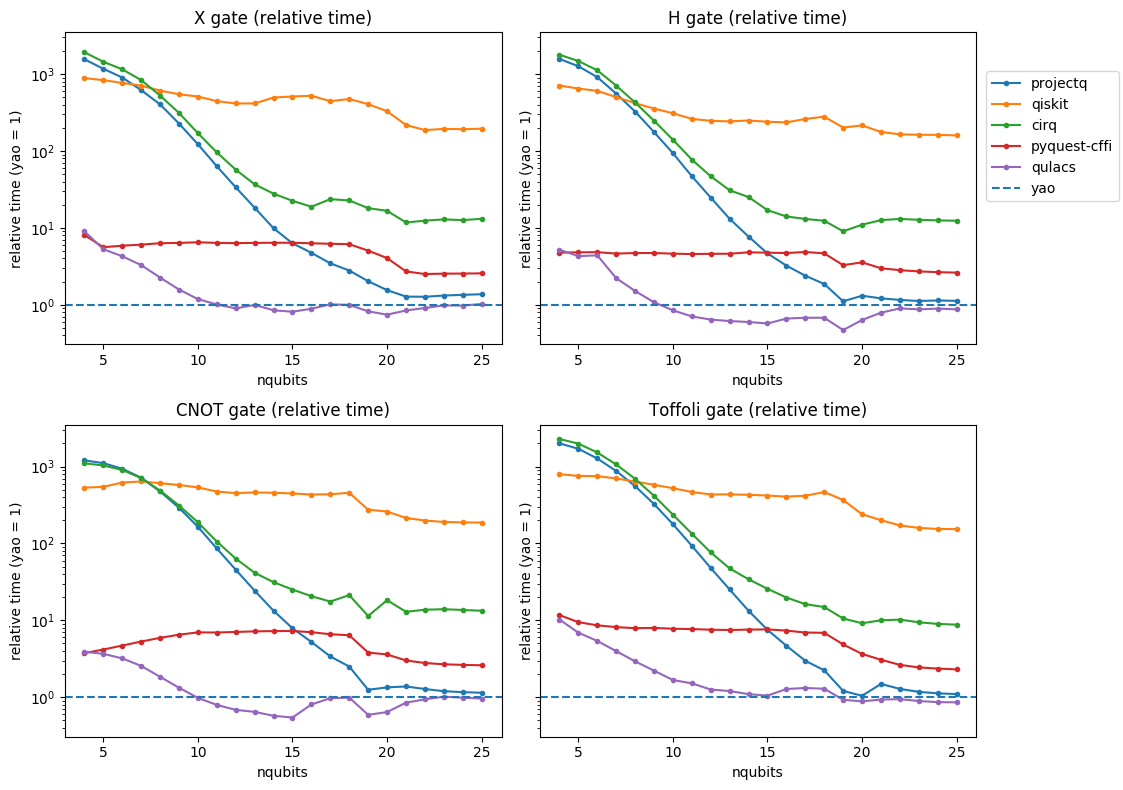 X gate (relative time)
relative time (yao = 1)
10³
10²
10¹
10⁰
5
10
15
20
25
nqubits
H gate (relative time)
relative time (yao = 1)
5
10
15
20
25
nqubits
projectq
qiskit
cirq
pyquest-cffi
qulacs
yao
CNOT gate (relative time)
relative time (yao = 1)
10³
10²
10¹
10⁰
5
10
15
20
25
nqubits
Toffoli gate (relative time)
relative time (yao = 1)
5
10
15
20
25
nqubits